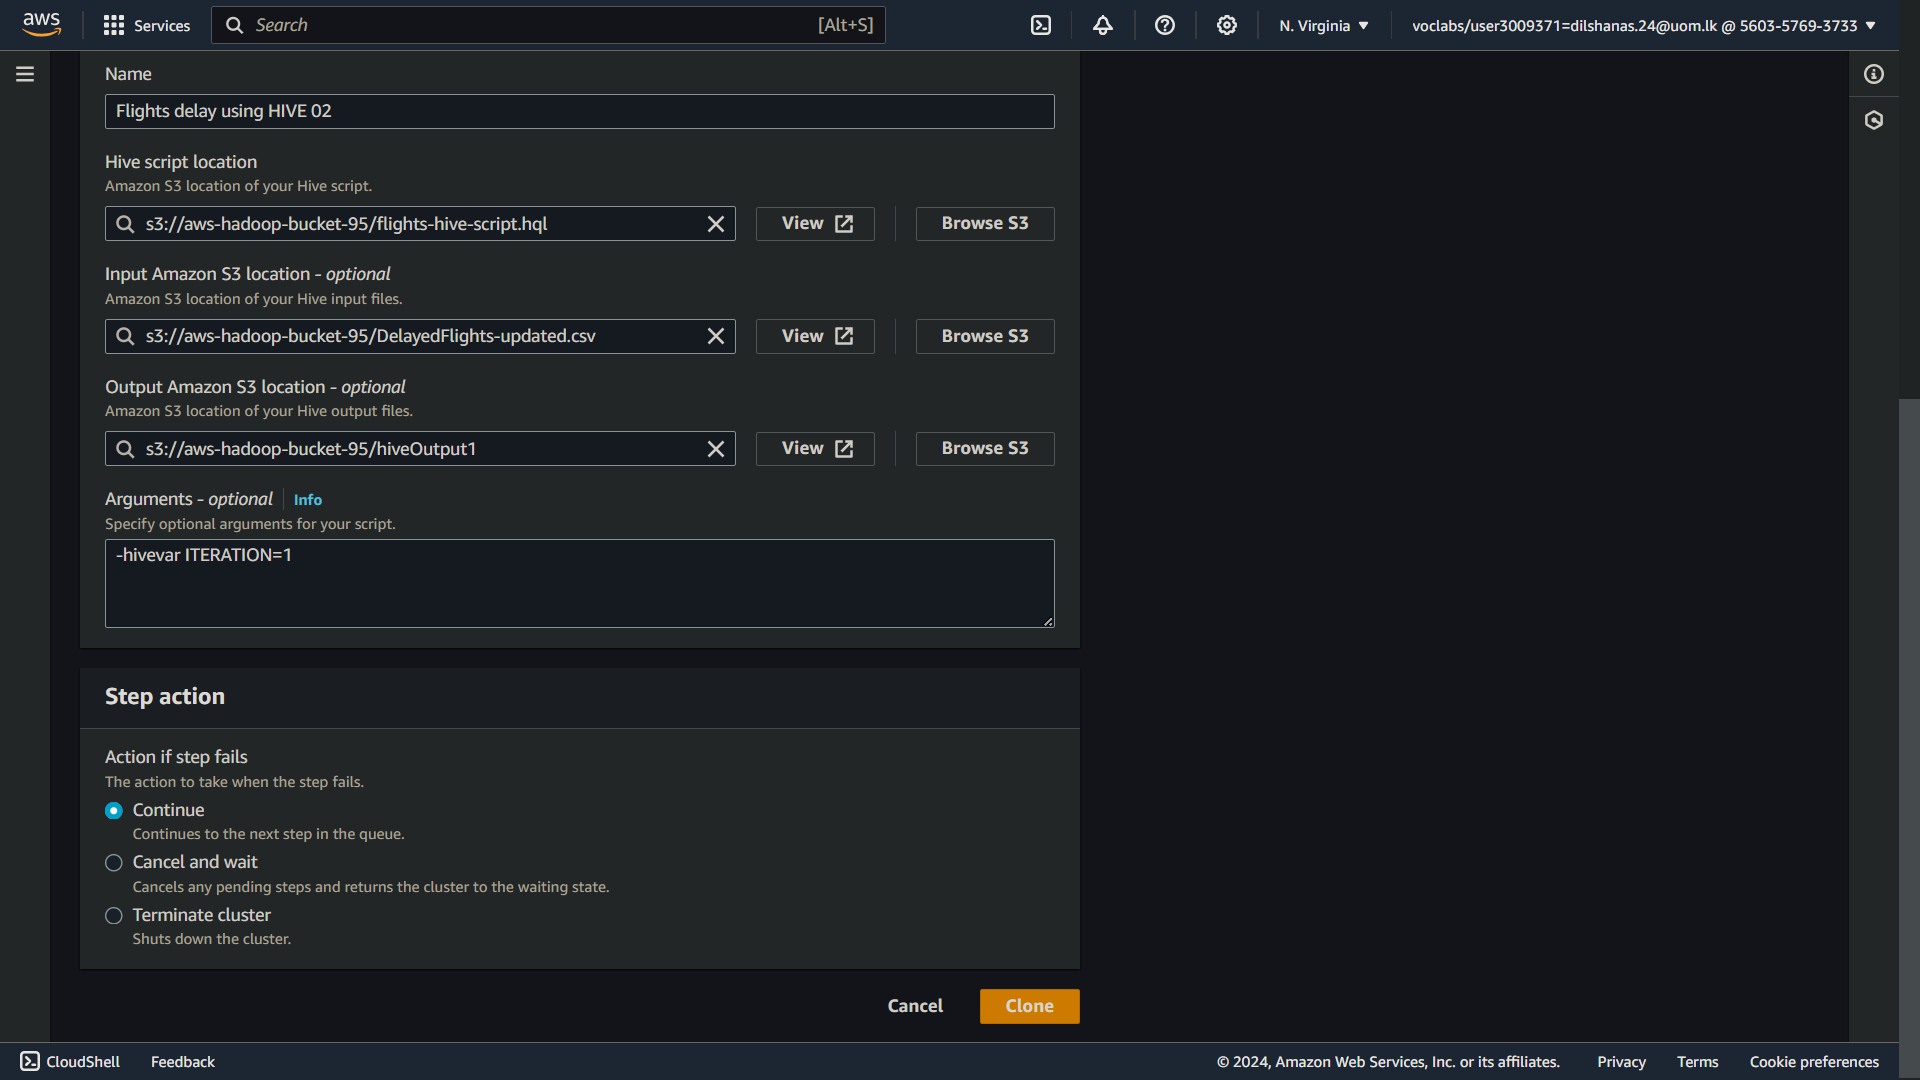 aws
Services
Search
[Alt+S]
N. Virginia
voclabs/user3009371=dilshanas.24@uom.lk @ 5603-5769-3733
Name
Flights delay using HIVE 02
Hive script location
Amazon S3 location of your Hive script.
s3://aws-hadoop-bucket-95/flights-hive-script.hql
View
Browse S3
Input Amazon S3 location - optional
Amazon S3 location of your Hive input files.
s3://aws-hadoop-bucket-95/DelayedFlights-updated.csv
View
Browse S3
Output Amazon S3 location - optional
Amazon S3 location of your Hive output files.
s3://aws-hadoop-bucket-95/hiveOutput1
View
Browse S3
Arguments - optional
Info
Specify optional arguments for your script.
-hivevar ITERATION=1
Step action
Action if step fails
The action to take when the step fails.
Continue
Continues to the next step in the queue.
Cancel and wait
Cancels any pending steps and returns the cluster to the waiting state.
Terminate cluster
Shuts down the cluster.
Cancel
Clone
CloudShell
Feedback
© 2024, Amazon Web Services, Inc. or its affiliates.
Privacy
Terms
Cookie preferences